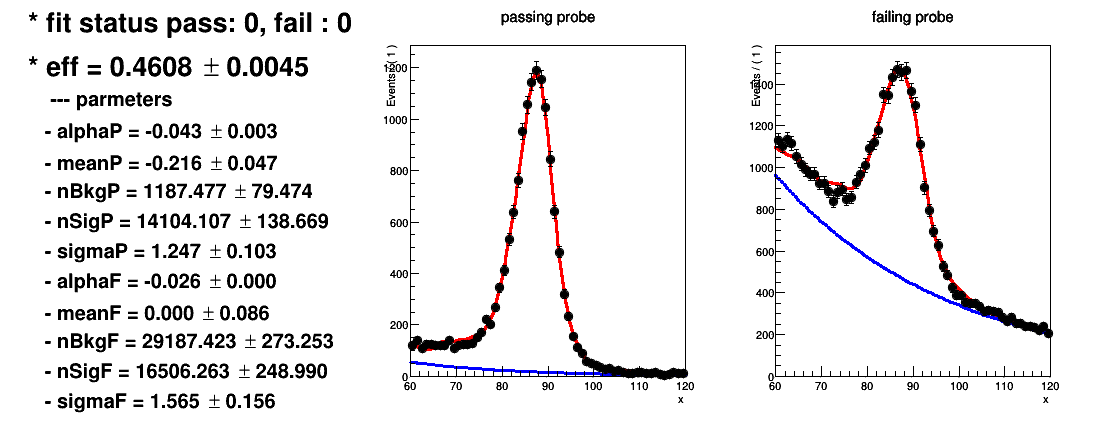 * fit status pass: 0, fail : 0
* eff = 0.4608 ± 0.0045
--- parmeters
- alphaP = -0.043 ± 0.003
- meanP = -0.216 ± 0.047
- nBkgP = 1187.477 ± 79.474
- nSigP = 14104.107 ± 138.669
- sigmaP = 1.247 ± 0.103
- alphaF = -0.026 ± 0.000
- meanF = 0.000 ± 0.086
- nBkgF = 29187.423 ± 273.253
- nSigF = 16506.263 ± 248.990
- sigmaF = 1.565 ± 0.156
passing probe
Events / ( 1 )
1200
1000
800
600
400
200
0
60 70 80 90 100 110 120
x
failing probe
Events / ( 1 )
1400
1200
1000
800
600
400
200
0
60 70 80 90 100 110 120
x